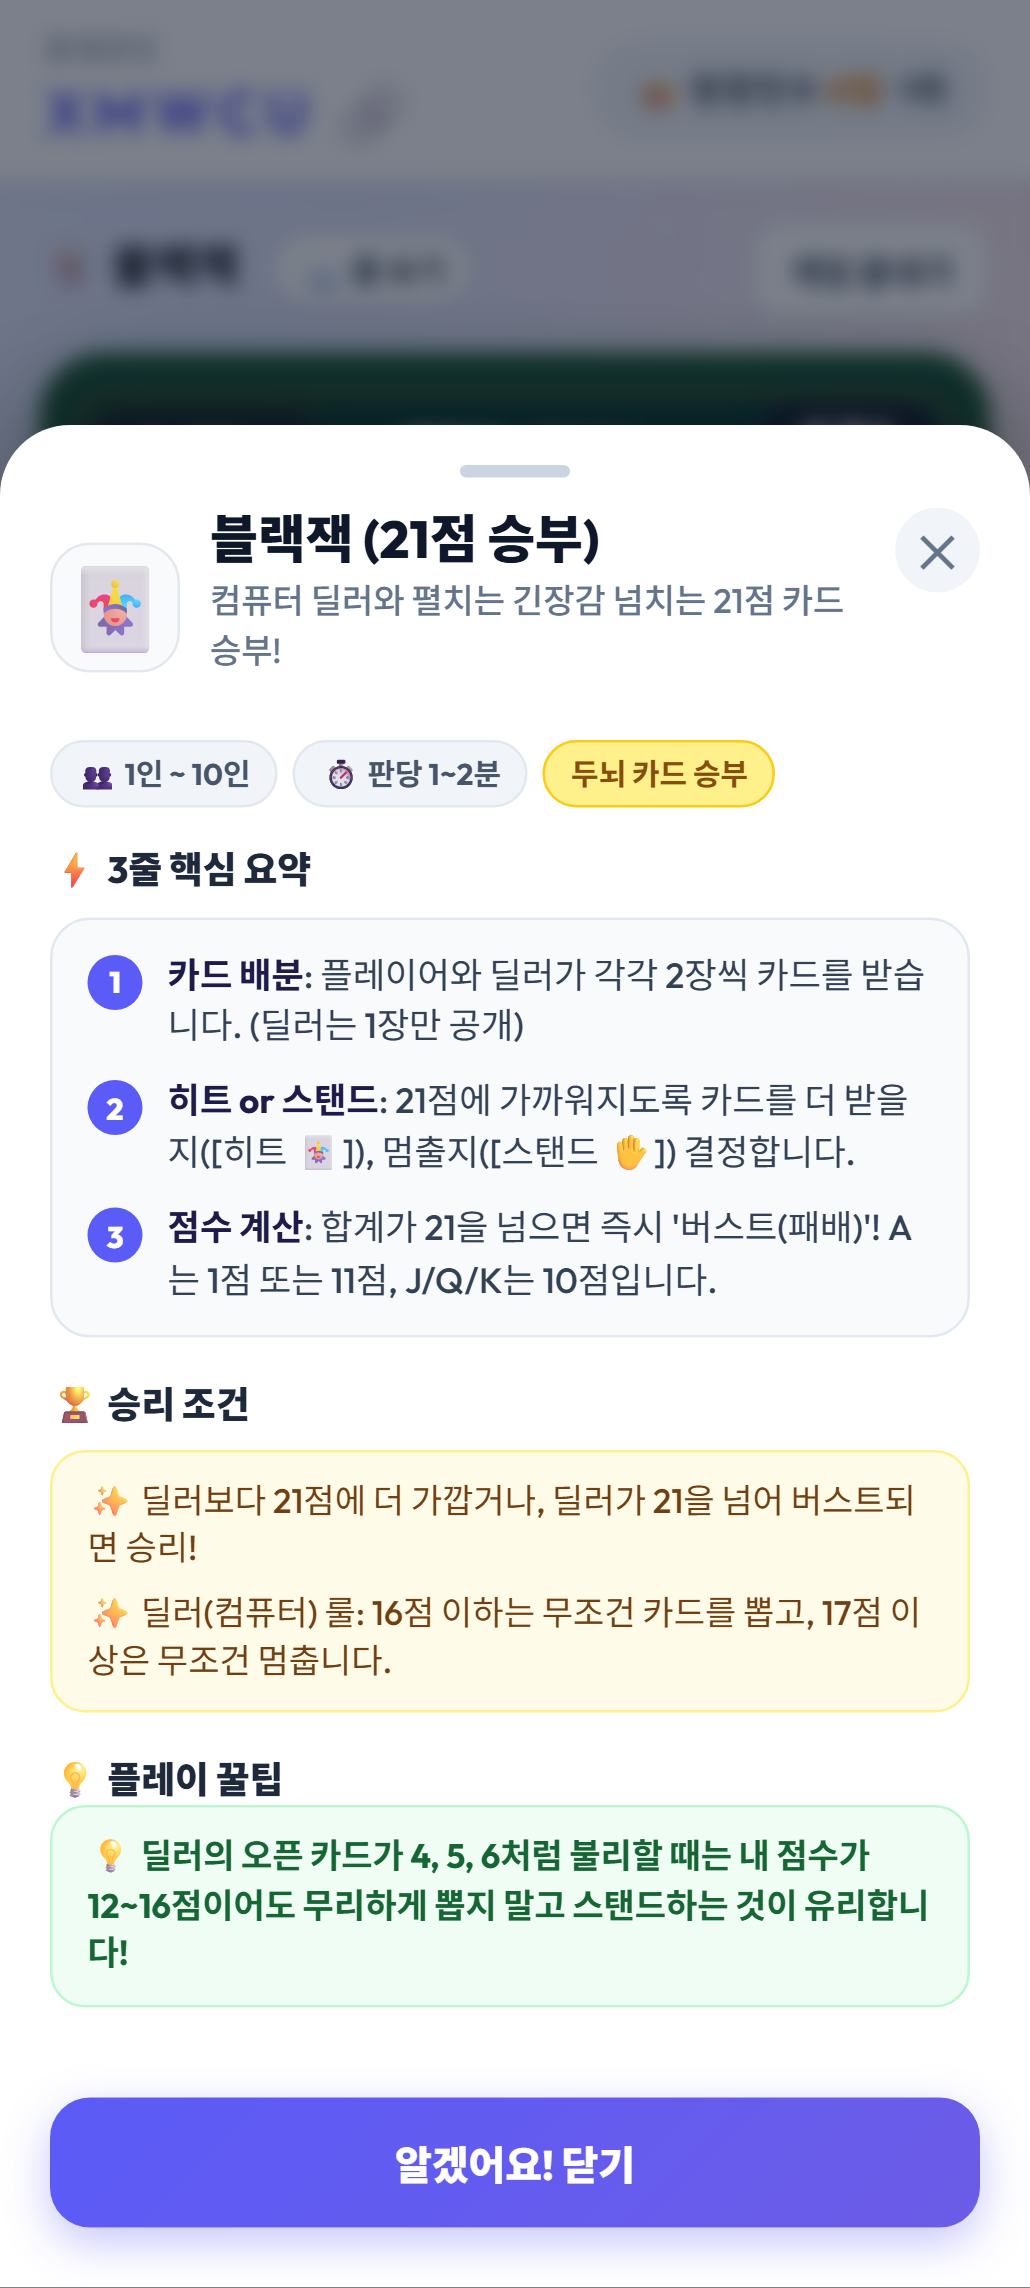 XMWCU
블랙잭
블랙잭 (21점 승부)
컴퓨터 딜러와 펼치는 긴장감 넘치는 21점 카드
승부!
1인 ~ 10인
판당 1~2분
두뇌 카드 승부
3줄 핵심 요약
1
카드 배분: 플레이어와 딜러가 각각 2장씩 카드를 받습
니다. (딜러는 1장만 공개)
2
히트 or 스탠드: 21점에 가까워지도록 카드를 더 받을
지([히트 🃏 ]), 멈출지([스탠드 ✋ ]) 결정합니다.
3
점수 계산: 합계가 21을 넘으면 즉시 '버스트(패배)'! A
는 1점 또는 11점, J/Q/K는 10점입니다.
승리 조건
✨ 딜러보다 21점에 더 가깝거나, 딜러가 21을 넘어 버스트되
면 승리!
✨ 딜러(컴퓨터) 룰: 16점 이하는 무조건 카드를 뽑고, 17점 이
상은 무조건 멈춥니다.
플레이 꿀팁
💡 딜러의 오픈 카드가 4, 5, 6처럼 불리할 때는 내 점수가
12~16점이어도 무리하게 뽑지 말고 스탠드하는 것이 유리합니
다!
알겠어요! 닫기